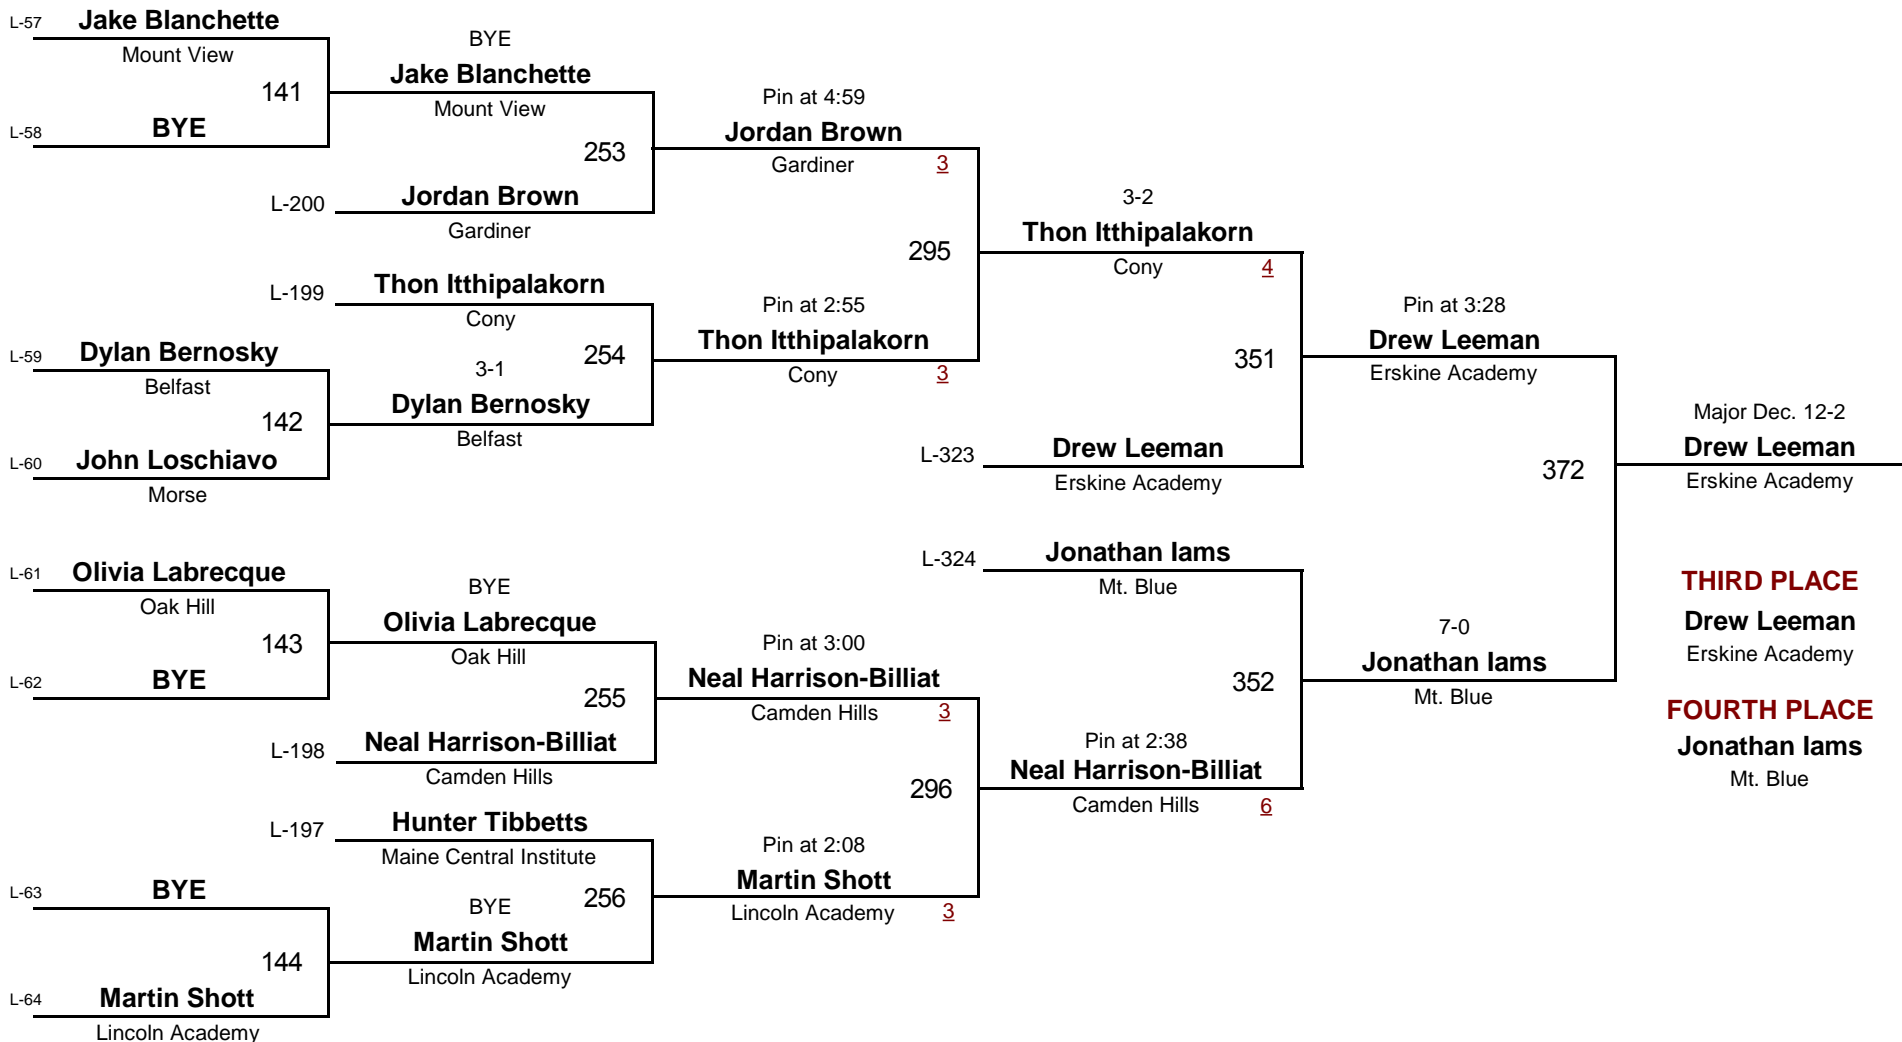 L-57 Jake Blanchette
Mount View
141
L-58 BYE
BYE
Jake Blanchette
Mount View
253
L-200 Jordan Brown
Gardiner
Pin at 4:59
Jordan Brown
Gardiner 3
295
L-199 Thon Itthipalakorn
Cony
254
L-59 Dylan Bernosky
Belfast
142
L-60 John Loschiavo
Morse
3-1
Dylan Bernosky
Belfast
Pin at 2:55
Thon Itthipalakorn
Cony 3
3-2
Thon Itthipalakorn
Cony 4
351
L-323 Drew Leeman
Erskine Academy
Pin at 3:28
Drew Leeman
Erskine Academy
372
Major Dec. 12-2
Drew Leeman
Erskine Academy
L-61 Olivia Labrecque
Oak Hill
143
L-62 BYE
BYE
Olivia Labrecque
Oak Hill
255
L-198 Neal Harrison-Billiat
Camden Hills
Pin at 3:00
Neal Harrison-Billiat
Camden Hills 3
296
L-197 Hunter Tibbetts
Maine Central Institute
256
L-63 BYE
144
L-64 Martin Shott
Lincoln Academy
BYE
Martin Shott
Lincoln Academy
Pin at 2:08
Martin Shott
Lincoln Academy 3
L-324 Jonathan Iams
Mt. Blue
352
Pin at 2:38
Neal Harrison-Billiat
Camden Hills 6
7-0
Jonathan Iams
Mt. Blue
THIRD PLACE
Drew Leeman
Erskine Academy
FOURTH PLACE
Jonathan Iams
Mt. Blue